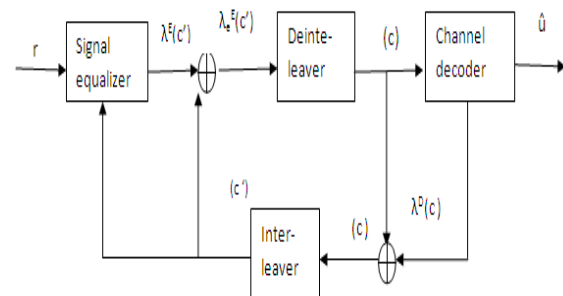 r
Signal
equalizer
λᴱ(c')
λₑᴱ(c')
Deinte-
leaver
(c)
Channel
decoder
û
(c')
Inter-
leaver
(c)
λᴰ(c)